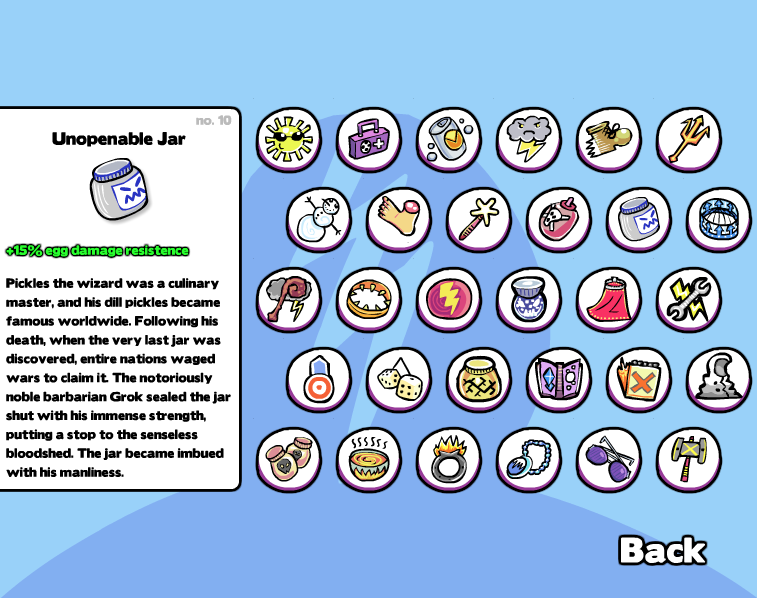 no. 10
Unopenable Jar
+15% egg damage resistence
Pickles the wizard was a culinary
master, and his dill pickles became
famous worldwide. Following his
death, when the very last jar was
discovered, entire nations waged
wars to claim it. The notoriously
noble barbarian Grok sealed the jar
shut with his immense strength,
putting a stop to the senseless
bloodshed. The jar became imbued
with his manliness.
Back